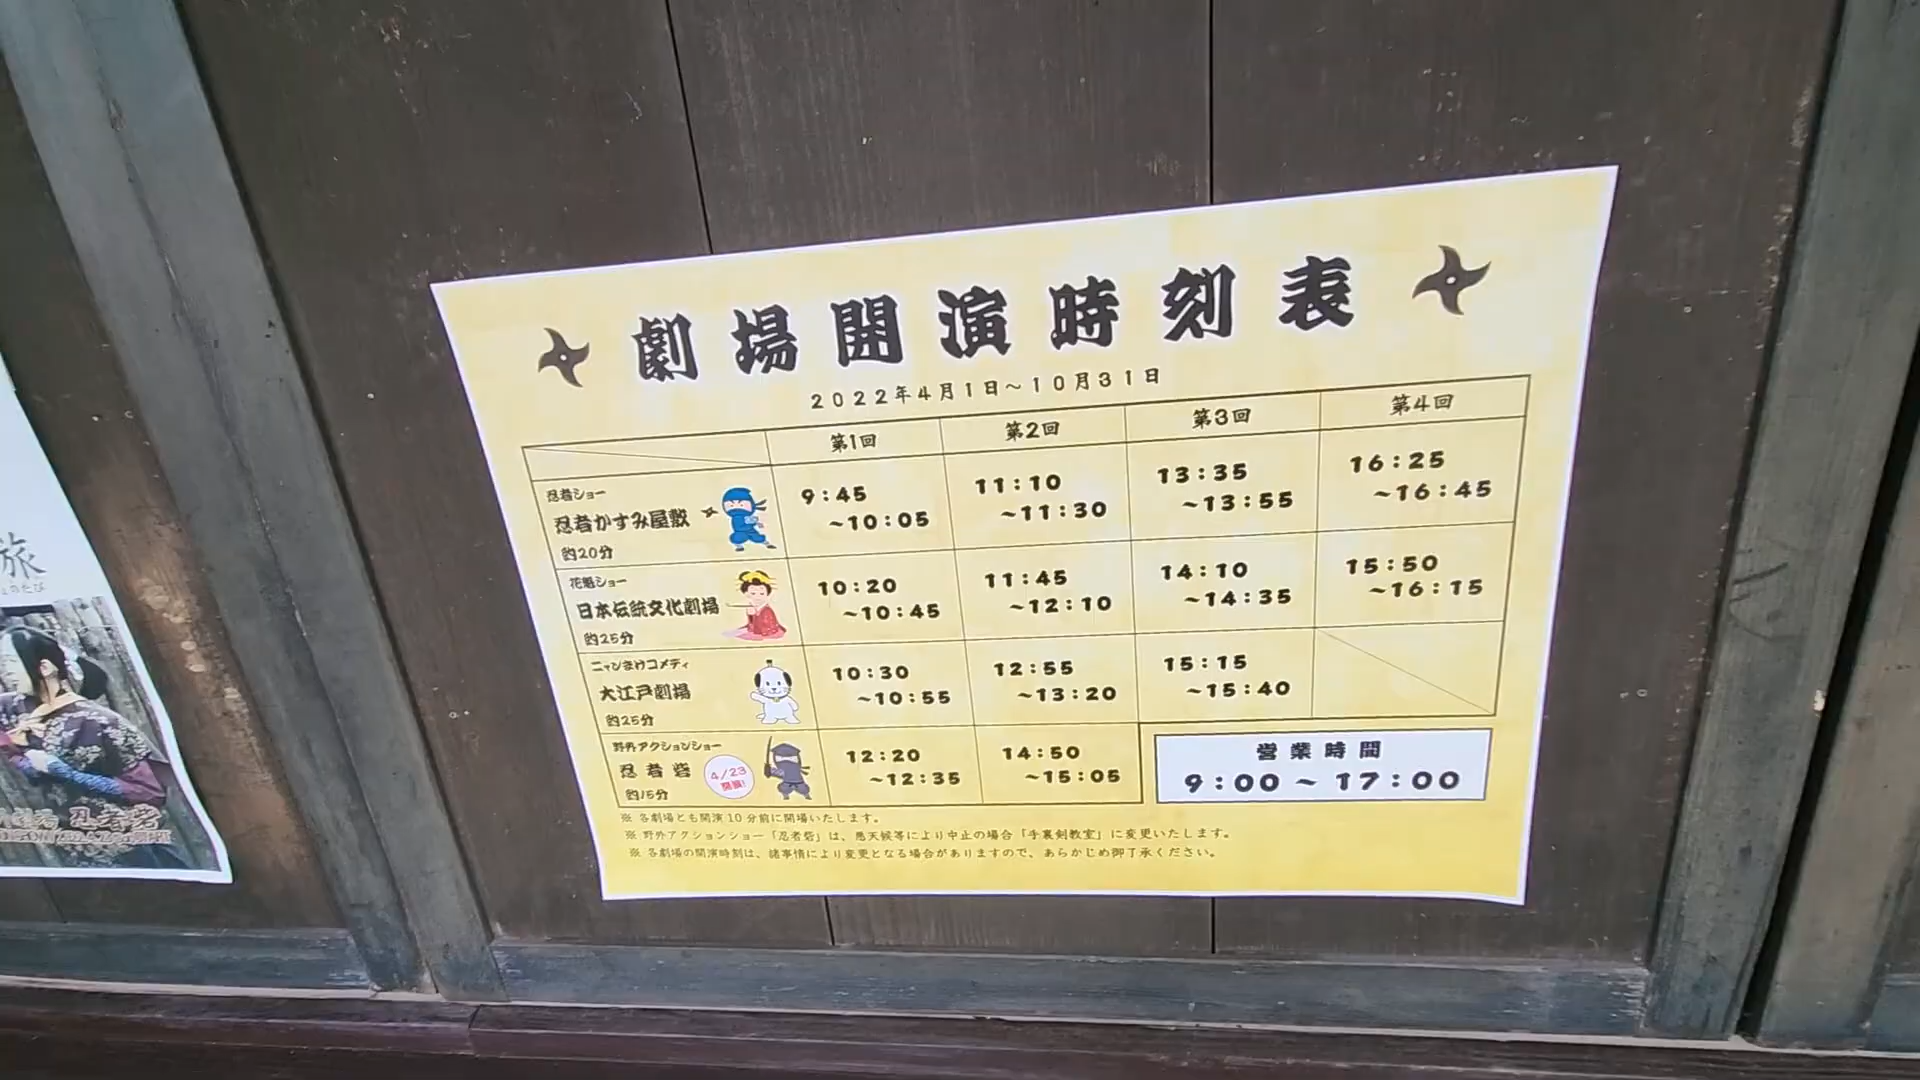 劇場開演時刻表
2022年4月1日～10月31日
第1回 第2回 第3回 第4回
忍者ショー
忍者かすみ屋敷
約20分
9:45 ～10:05
11:10 ～11:30
13:35 ～13:55
16:25 ～16:45
花魁ショー
日本伝統文化劇場
約25分
10:20 ～10:45
11:45 ～12:10
14:10 ～14:35
15:50 ～16:15
ニャンまげコメディ
大江戸劇場
約25分
10:30 ～10:55
12:55 ～13:20
15:15 ～15:40
野外アクションショー
忍者砦
4/23
開演!
約15分
12:20 ～12:35
14:50 ～15:05
営業時間
9:00～17:00
※ 各劇場とも開演10分前に開場いたします。
※ 野外アクションショー「忍者砦」は、悪天候等により中止の場合「手裏剣教室」に変更いたします。
※ 各劇場の開演時刻は、諸事情により変更となる場合がありますので、あらかじめ御了承ください。
旅
のたび
忍者砦